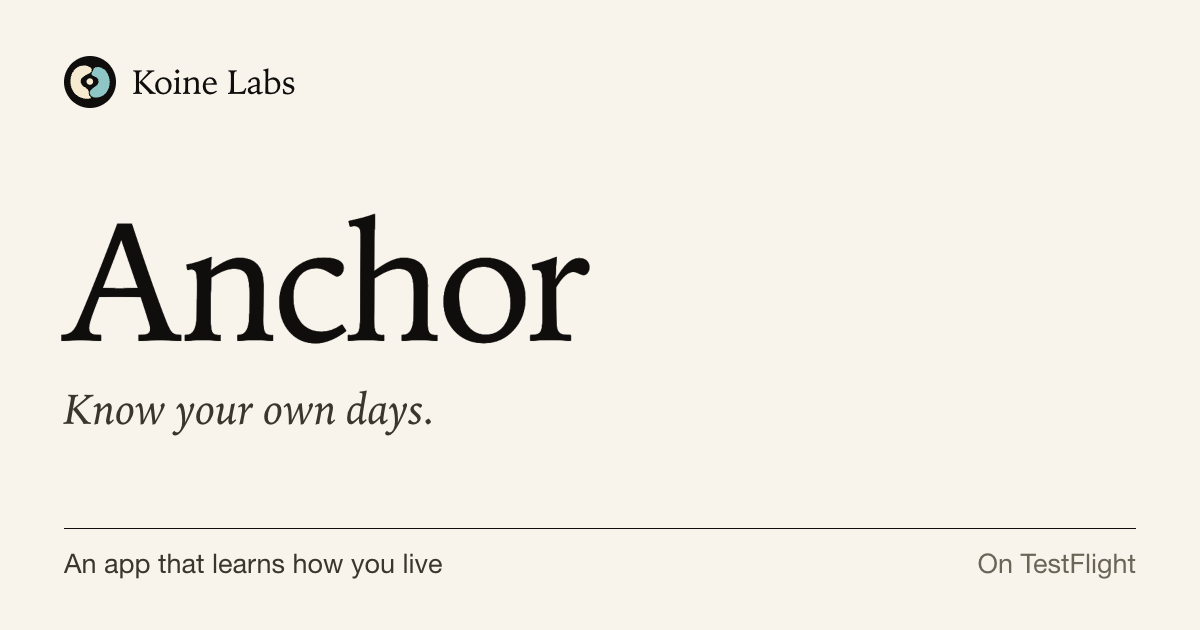 Koine Labs
Anchor
Know your own days.
An app that learns how you live
On TestFlight